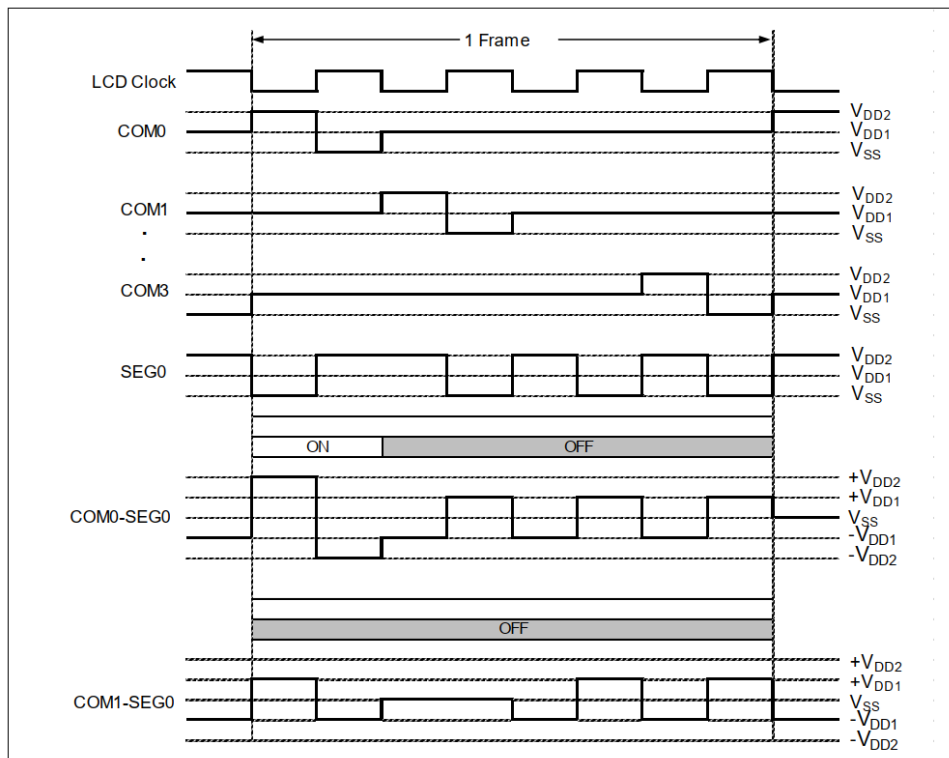 1 Frame
LCD Clock
COM0
VDD2
VDD1
VSS
COM1
VDD2
VDD1
VSS
.
.
COM3
VDD2
VDD1
VSS
SEG0
VDD2
VDD1
VSS
ON OFF
COM0-SEG0
+VDD2
+VDD1
VSS
-VDD1
-VDD2
OFF
COM1-SEG0
+VDD2
+VDD1
VSS
-VDD1
-VDD2